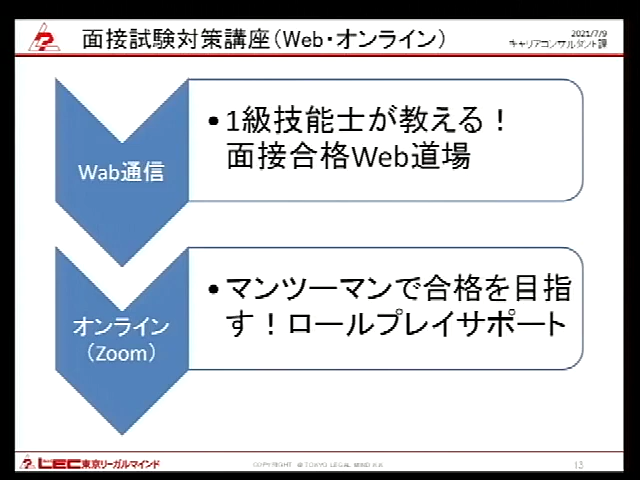 面接試験対策講座（Web・オンライン）
2021/7/9
キャリアコンサルタント課
Wab通信
•1級技能士が教える！
面接合格Web道場
オンライン
（Zoom）
•マンツーマンで合格を目指
す！ロールプレイサポート
LEC東京リーガルマインド
COPYRIGHT @ TOKYO LEGAL MIND K.K
13